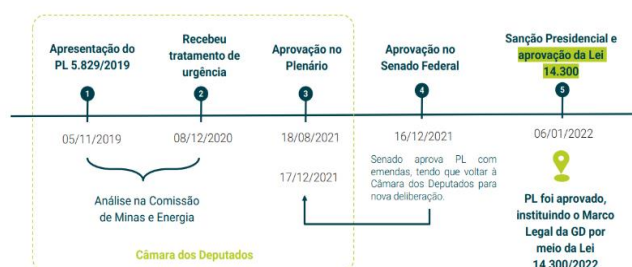 Apresentação do
PL 5.829/2019
Recebeu
tratamento de
urgência
Aprovação no
Plenário
Aprovação no
Senado Federal
Sanção Presidencial e
aprovação da Lei
14.300
1
2
3
4
5
05/11/2019
08/12/2020
18/08/2021
16/12/2021
06/01/2022
Análise na Comissão
de Minas e Energia
17/12/2021
Senado aprova PL com
emendas, tendo que voltar à
Câmara dos Deputados para
nova deliberação.
PL foi aprovado,
instituindo o Marco
Legal da GD por
meio da Lei
14.300/2022
Câmara dos Deputados